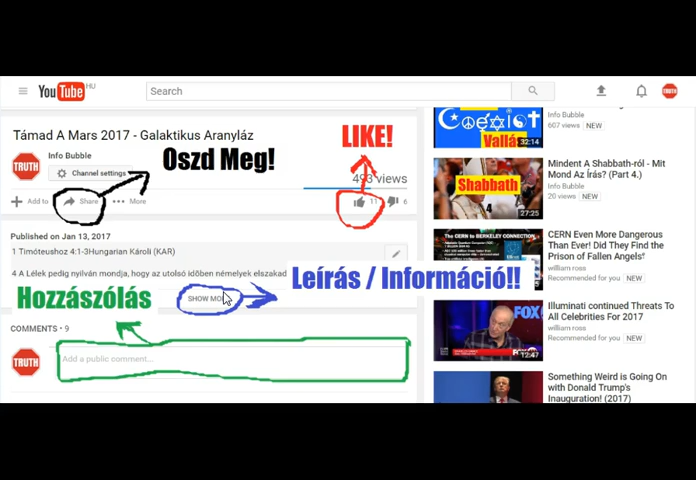 YouTube HU
Search
TRUTH
Támad A Mars 2017 - Galaktikus Aranyláz
TRUTH
Info Bubble
Channel settings
Oszd Meg!
LIKE!
493 views
Add to
Share
More
11
6
Published on Jan 13, 2017
1 Timóteushoz 4:1-3Hungarian Károli (KAR)
4 A Lélek pedig nyilván mondja, hogy az utolsó időben némelyek elszakad
Leírás / Információ!!
Hozzászólás
SHOW MO
COMMENTS • 9
TRUTH
Add a public comment...
Vallás
32:14
Info Bubble
607 views NEW
Shabbath
4
27:25
Mindent A Shabbath-ról - Mit
Mond Az Írás? (Part 4.)
Info Bubble
20 views NEW
The CERN to BERKELEY CONNECTION
CERN Even More Dangerous
Than Ever! Did They Find the
Prison of Fallen Angels?
william ross
Recommended for you NEW
FOX
12:47
Illuminati continued Threats To
All Celebrities For 2017
william ross
Recommended for you NEW
Something Weird is Going On
with Donald Trump's
Inauguration! (2017)